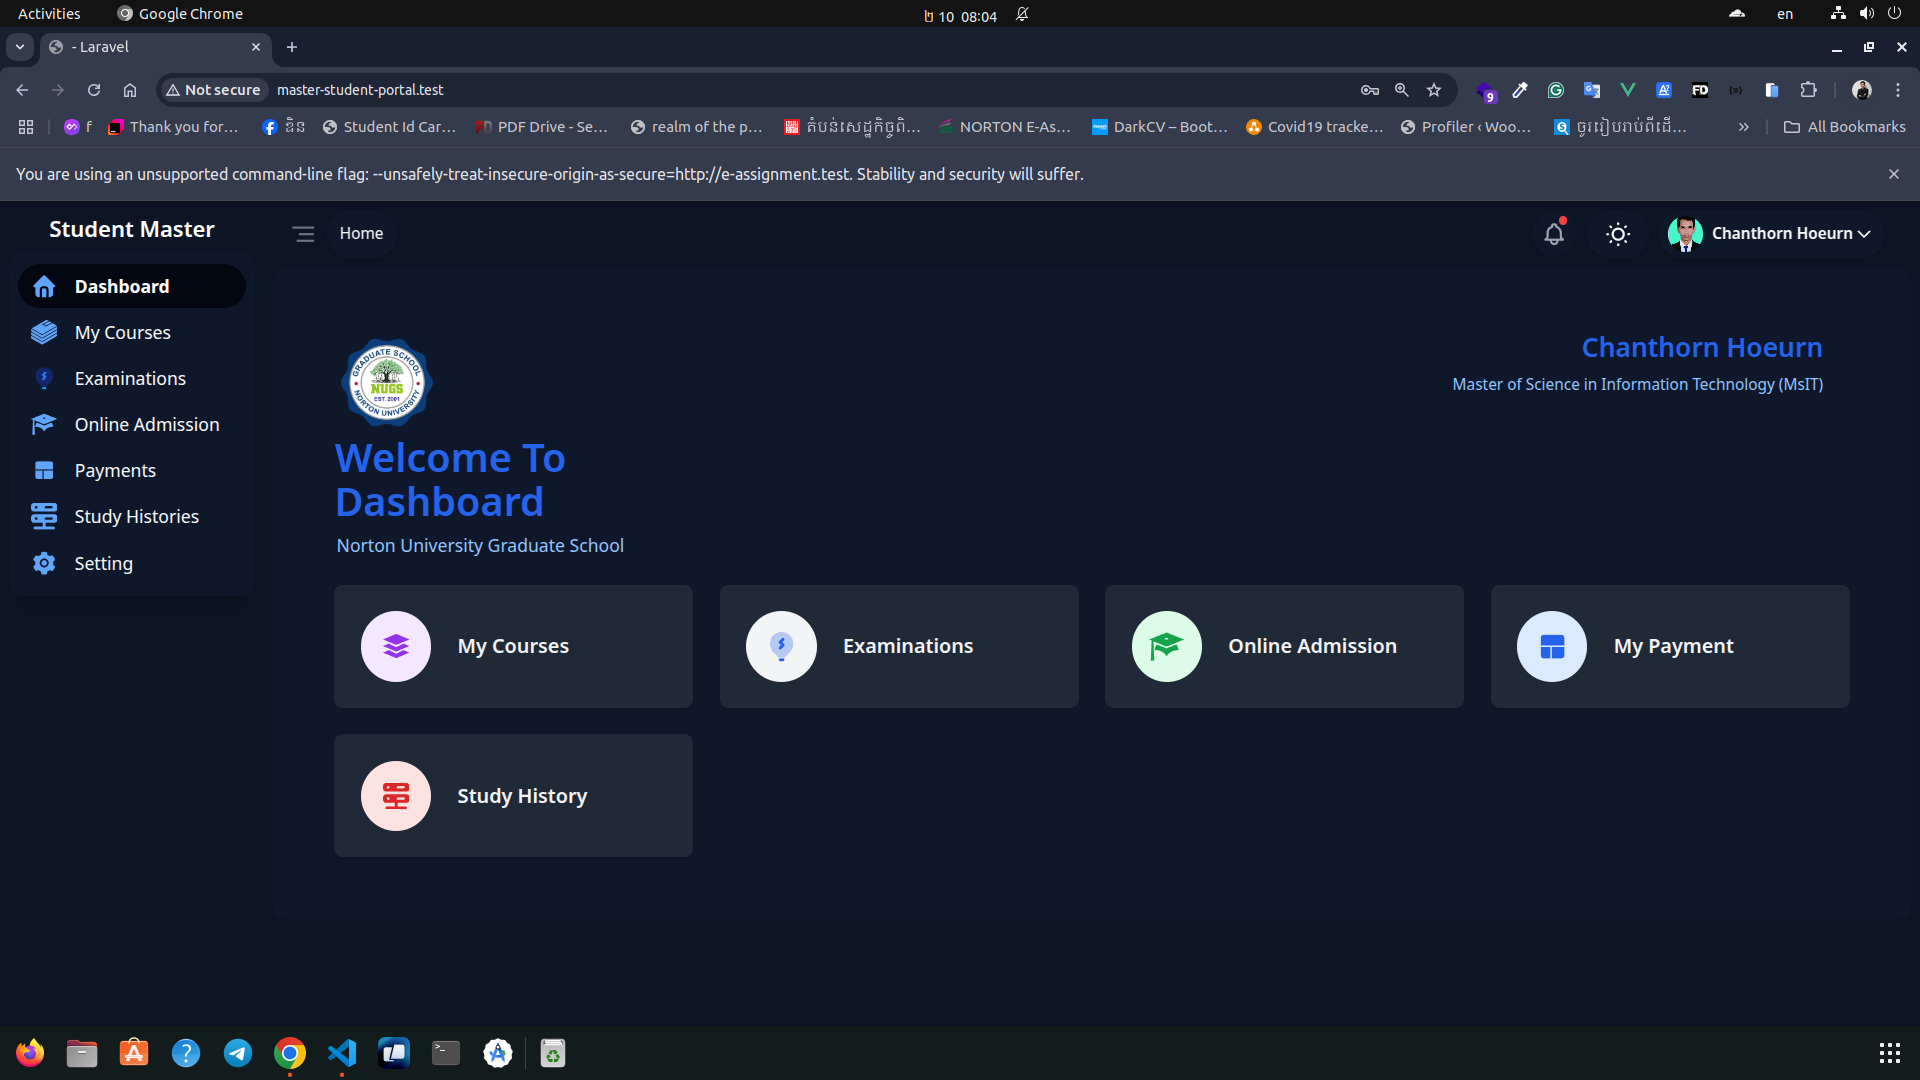 Activities
Google Chrome
២ 10 08:04
en
- Laravel
Not secure
master-student-portal.test
9
FD
f
Thank you for…
ឌិន
Student Id Car…
PDF Drive - Se…
realm of the p…
តំបន់សេដ្ឋកិច្ចពិ…
NORTON E-As…
DarkCV – Boot…
Covid19 tracke…
Profiler ‹ Woo…
ចូររៀបរាប់ពីដើ…
»
All Bookmarks
You are using an unsupported command-line flag: --unsafely-treat-insecure-origin-as-secure=http://e-assignment.test. Stability and security will suffer.
Student Master
Home
Chanthorn Hoeurn
Dashboard
My Courses
Examinations
Online Admission
Payments
Study Histories
Setting
GRADUATE SCHOOL
NUGS
EST. 2001
NORTON UNIVERSITY
Chanthorn Hoeurn
Master of Science in Information Technology (MsIT)
Welcome To
Dashboard
Norton University Graduate School
My Courses
Examinations
Online Admission
My Payment
Study History